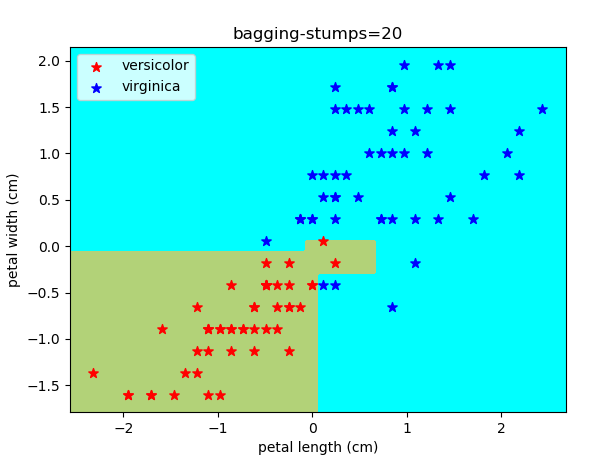 bagging-stumps=20
versicolor
virginica
petal width (cm)
2.0
1.5
1.0
0.5
0.0
−0.5
−1.0
−1.5
−2
−1
0
1
2
petal length (cm)